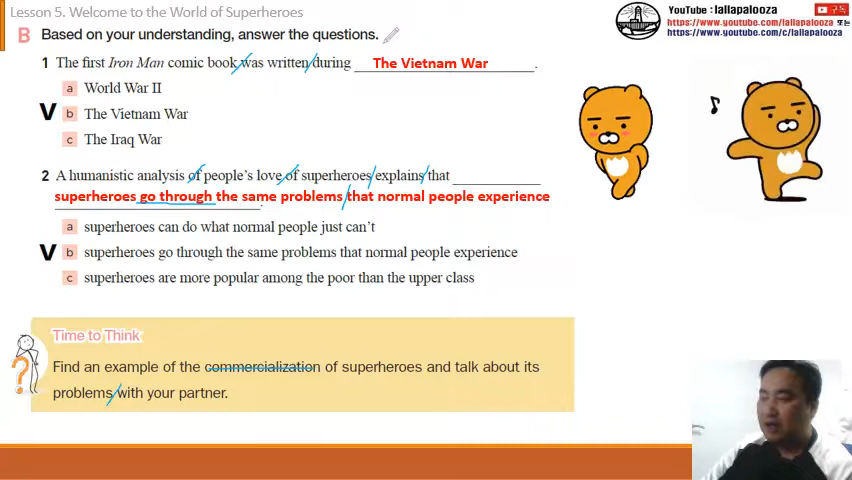 Lesson 5. Welcome to the World of Superheroes
YouTube : lallapalooza 구독
https://www.youtube.com/lallapalooza 또는
https://www.youtube.com/c/lallapalooza
B Based on your understanding, answer the questions.
1 The first Iron Man comic book was written during The Vietnam War.
a World War II
V b The Vietnam War
c The Iraq War
2 A humanistic analysis of people's love of superheroes explains that
superheroes go through the same problems that normal people experience
.
a superheroes can do what normal people just can't
V b superheroes go through the same problems that normal people experience
c superheroes are more popular among the poor than the upper class
Time to Think
Find an example of the commercialization of superheroes and talk about its
problems with your partner.